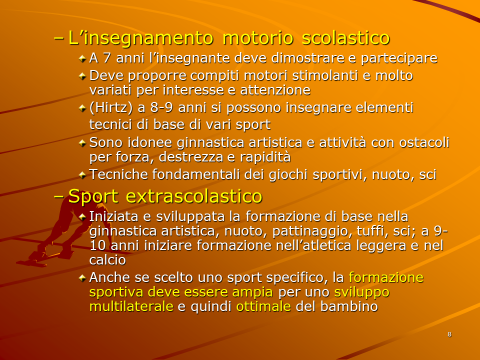 – L'insegnamento motorio scolastico
A 7 anni l'insegnante deve dimostrare e partecipare
Deve proporre compiti motori stimolanti e molto
variati per interesse e attenzione
(Hirtz) a 8-9 anni si possono insegnare elementi
tecnici di base di vari sport
Sono idonee ginnastica artistica e attività con ostacoli
per forza, destrezza e rapidità
Tecniche fondamentali dei giochi sportivi, nuoto, sci
– Sport extrascolastico
Iniziata e sviluppata la formazione di base nella
ginnastica artistica, nuoto, pattinaggio, tuffi, sci; a 9-
10 anni iniziare formazione nell'atletica leggera e nel
calcio
Anche se scelto uno sport specifico, la formazione
sportiva deve essere ampia per uno sviluppo
multilaterale e quindi ottimale del bambino
8